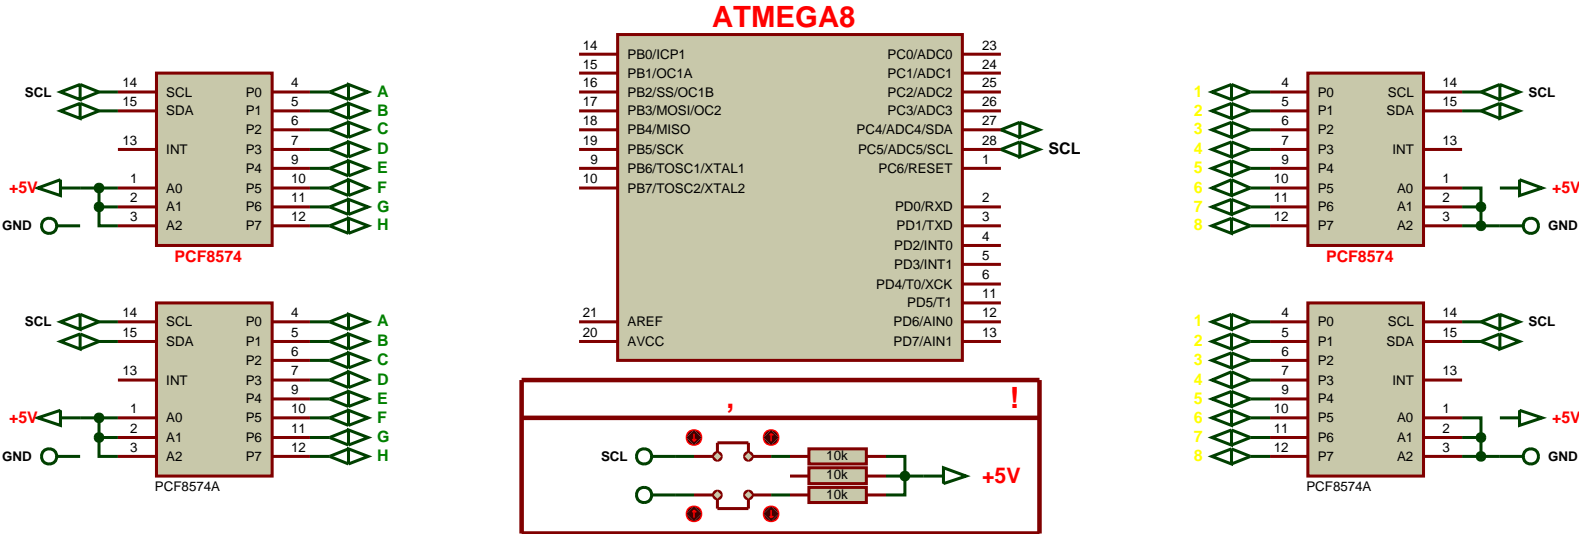 ATMEGA8
14 PB0/ICP1 PC0/ADC0 23
15 PB1/OC1A PC1/ADC1 24
16 PB2/SS/OC1B PC2/ADC2 25
17 PB3/MOSI/OC2 PC3/ADC3 26
18 PB4/MISO PC4/ADC4/SDA 27
19 PB5/SCK PC5/ADC5/SCL 28 SCL
9 PB6/TOSC1/XTAL1 PC6/RESET 1
10 PB7/TOSC2/XTAL2
PD0/RXD 2
PD1/TXD 3
PD2/INT0 4
PD3/INT1 5
PD4/T0/XCK 6
PD5/T1 11
21 AREF PD6/AIN0 12
20 AVCC PD7/AIN1 13
SCL 14 SCL P0 4 A
15 SDA P1 5 B
P2 6 C
13 INT P3 7 D
P4 9 E
+5V 1 A0 P5 10 F
2 A1 P6 11 G
GND 3 A2 P7 12 H
PCF8574
SCL 14 SCL P0 4 A
15 SDA P1 5 B
P2 6 C
13 INT P3 7 D
P4 9 E
+5V 1 A0 P5 10 F
2 A1 P6 11 G
GND 3 A2 P7 12 H
PCF8574A
, !
SCL 10k
10k +5V
10k
1 4 P0 SCL 14 SCL
2 5 P1 SDA 15
3 6 P2
4 7 P3 INT 13
5 9 P4
6 10 P5 A0 1 +5V
7 11 P6 A1 2
8 12 P7 A2 3 GND
PCF8574
1 4 P0 SCL 14 SCL
2 5 P1 SDA 15
3 6 P2
4 7 P3 INT 13
5 9 P4
6 10 P5 A0 1 +5V
7 11 P6 A1 2
8 12 P7 A2 3 GND
PCF8574A